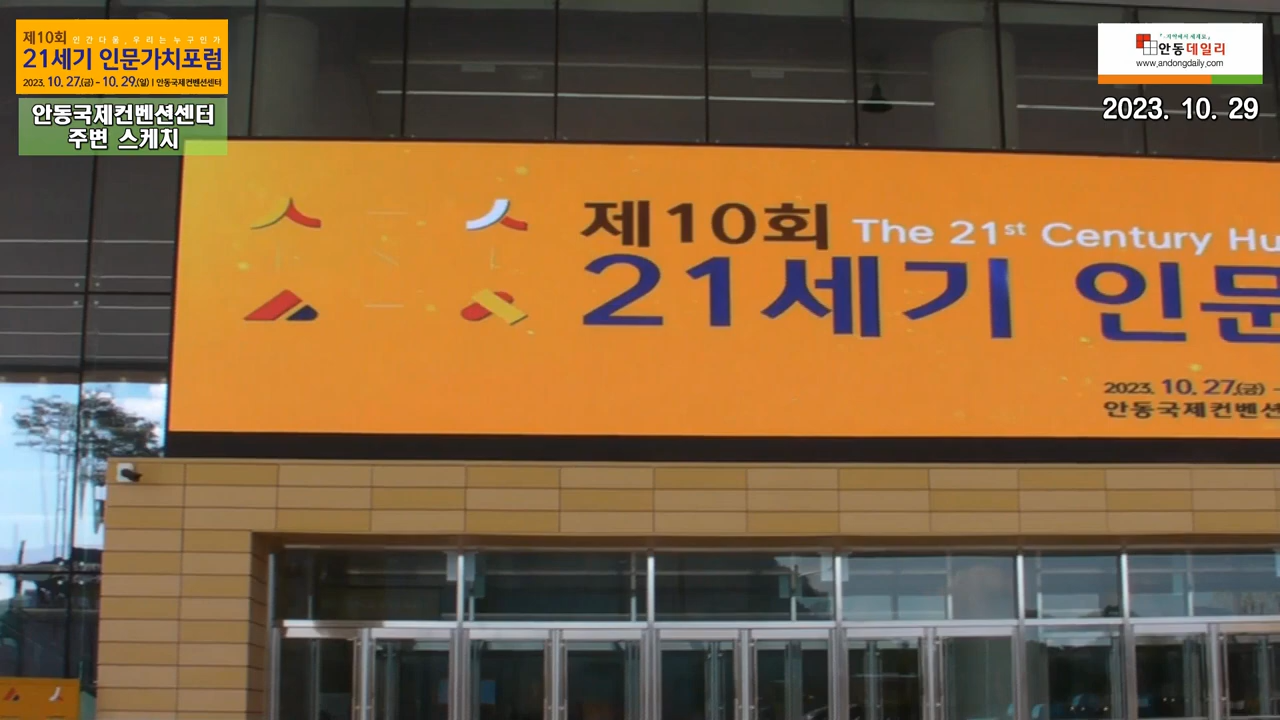 제10회 인간다움, 우리는 누구인가
21세기 인문가치포럼
2023. 10. 27.(금) - 10. 29.(일) | 안동국제컨벤션센터
안동국제컨벤션센터
주변 스케치
안동데일리
www.andongdaily.com
2023. 10. 29
제10회 The 21st Century Hu
21세기 인문
2023. 10. 27.(금) -
안동국제컨벤션